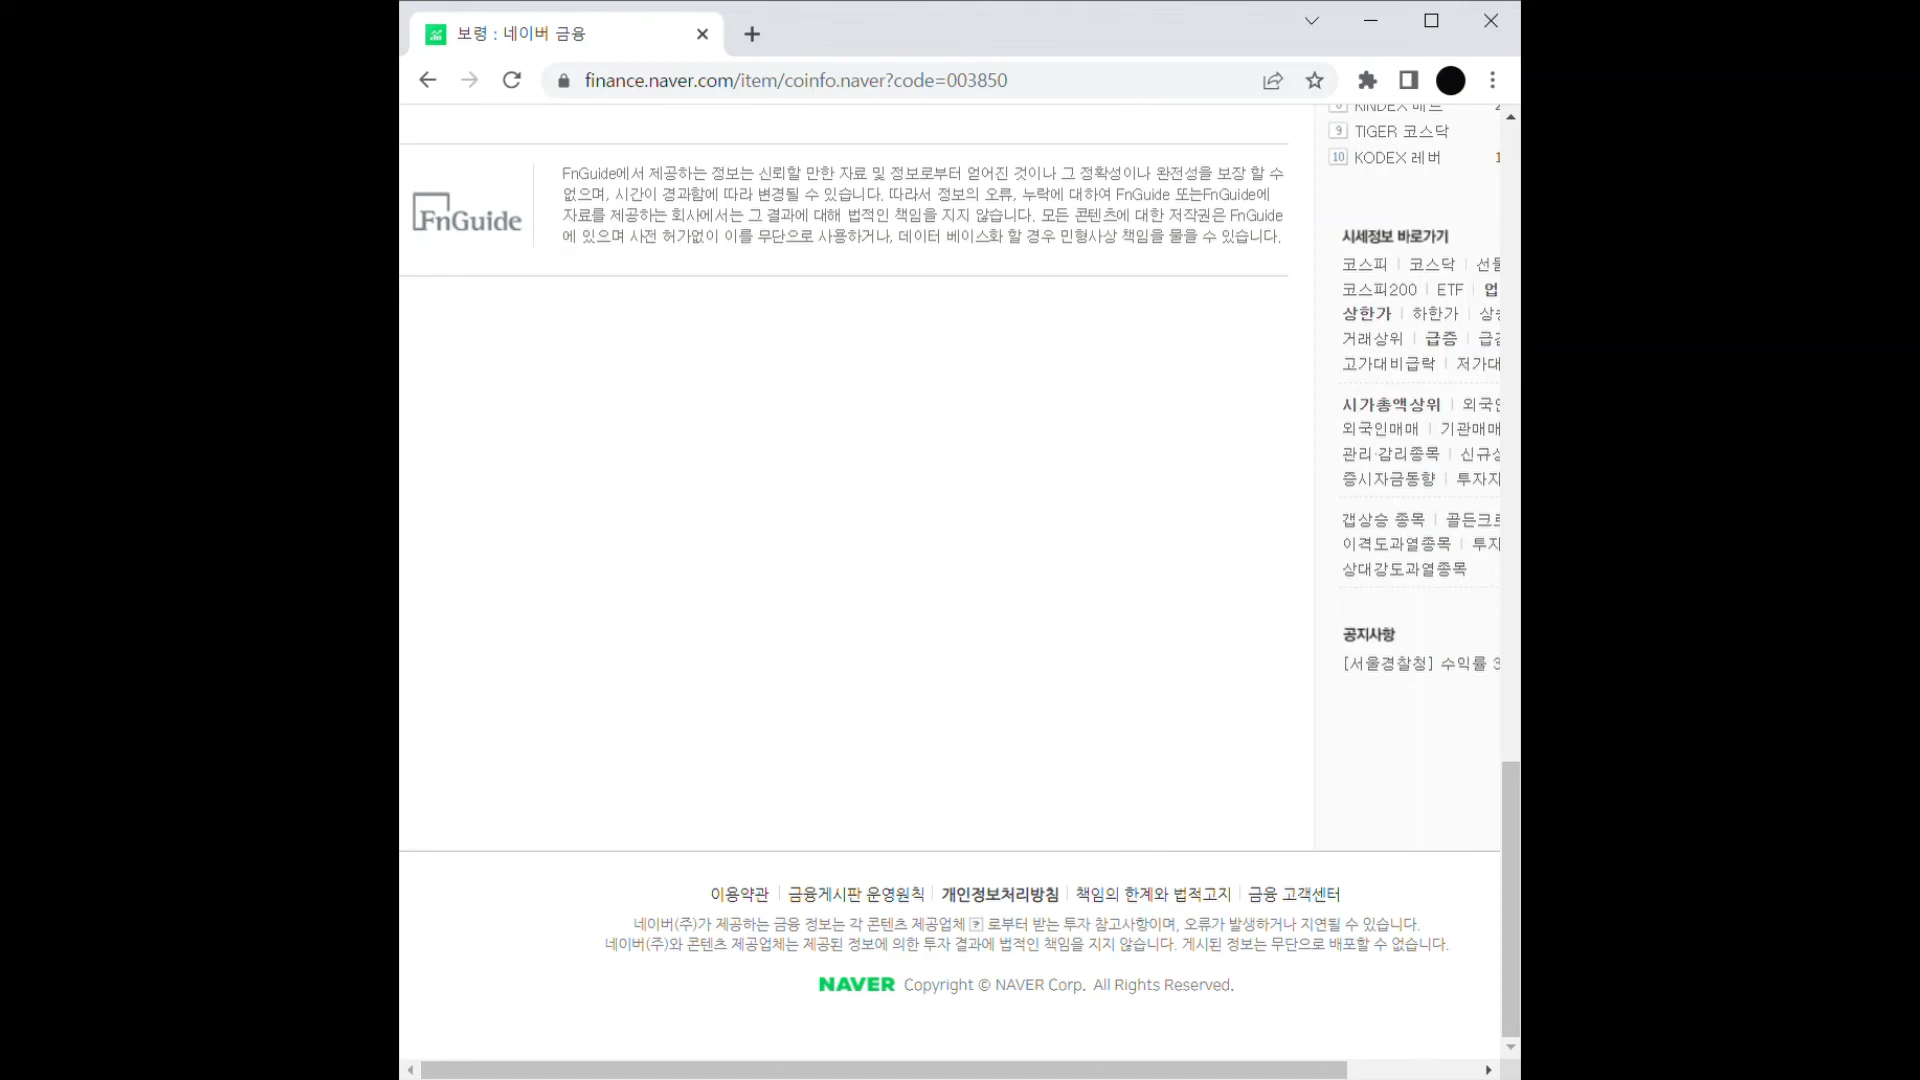 보령 : 네이버 금융
finance.naver.com/item/coinfo.naver?code=003850
9 TIGER 코스닥
10 KODEX 레버
FnGuide
FnGuide에서 제공하는 정보는 신뢰할 만한 자료 및 정보로부터 얻어진 것이나 그 정확성이나 완전성을 보장 할 수
없으며, 시간이 경과함에 따라 변경될 수 있습니다. 따라서 정보의 오류, 누락에 대하여 FnGuide 또는FnGuide에
자료를 제공하는 회사에서는 그 결과에 대해 법적인 책임을 지지 않습니다. 모든 콘텐츠에 대한 저작권은 FnGuide
에 있으며 사전 허가없이 이를 무단으로 사용하거나, 데이터 베이스화 할 경우 민형사상 책임을 물을 수 있습니다.
시세정보 바로가기
코스피 코스닥
코스피200 ETF 업
상한가 하한가
거래상위 급증
고가대비급락 저가대
시가총액상위
외국인매매 기관매매
관리·감리종목
증시자금동향
갭상승 종목
이격도과열종목 투자
상대강도과열종목
공지사항
[서울경찰청] 수익률 3
이용약관 금융게시판 운영원칙 개인정보처리방침 책임의 한계와 법적고지 금융 고객센터
네이버(주)가 제공하는 금융 정보는 각 콘텐츠 제공업체 ? 로부터 받는 투자 참고사항이며, 오류가 발생하거나 지연될 수 있습니다.
네이버(주)와 콘텐츠 제공업체는 제공된 정보에 의한 투자 결과에 법적인 책임을 지지 않습니다. 게시된 정보는 무단으로 배포할 수 없습니다.
NAVER Copyright © NAVER Corp. All Rights Reserved.